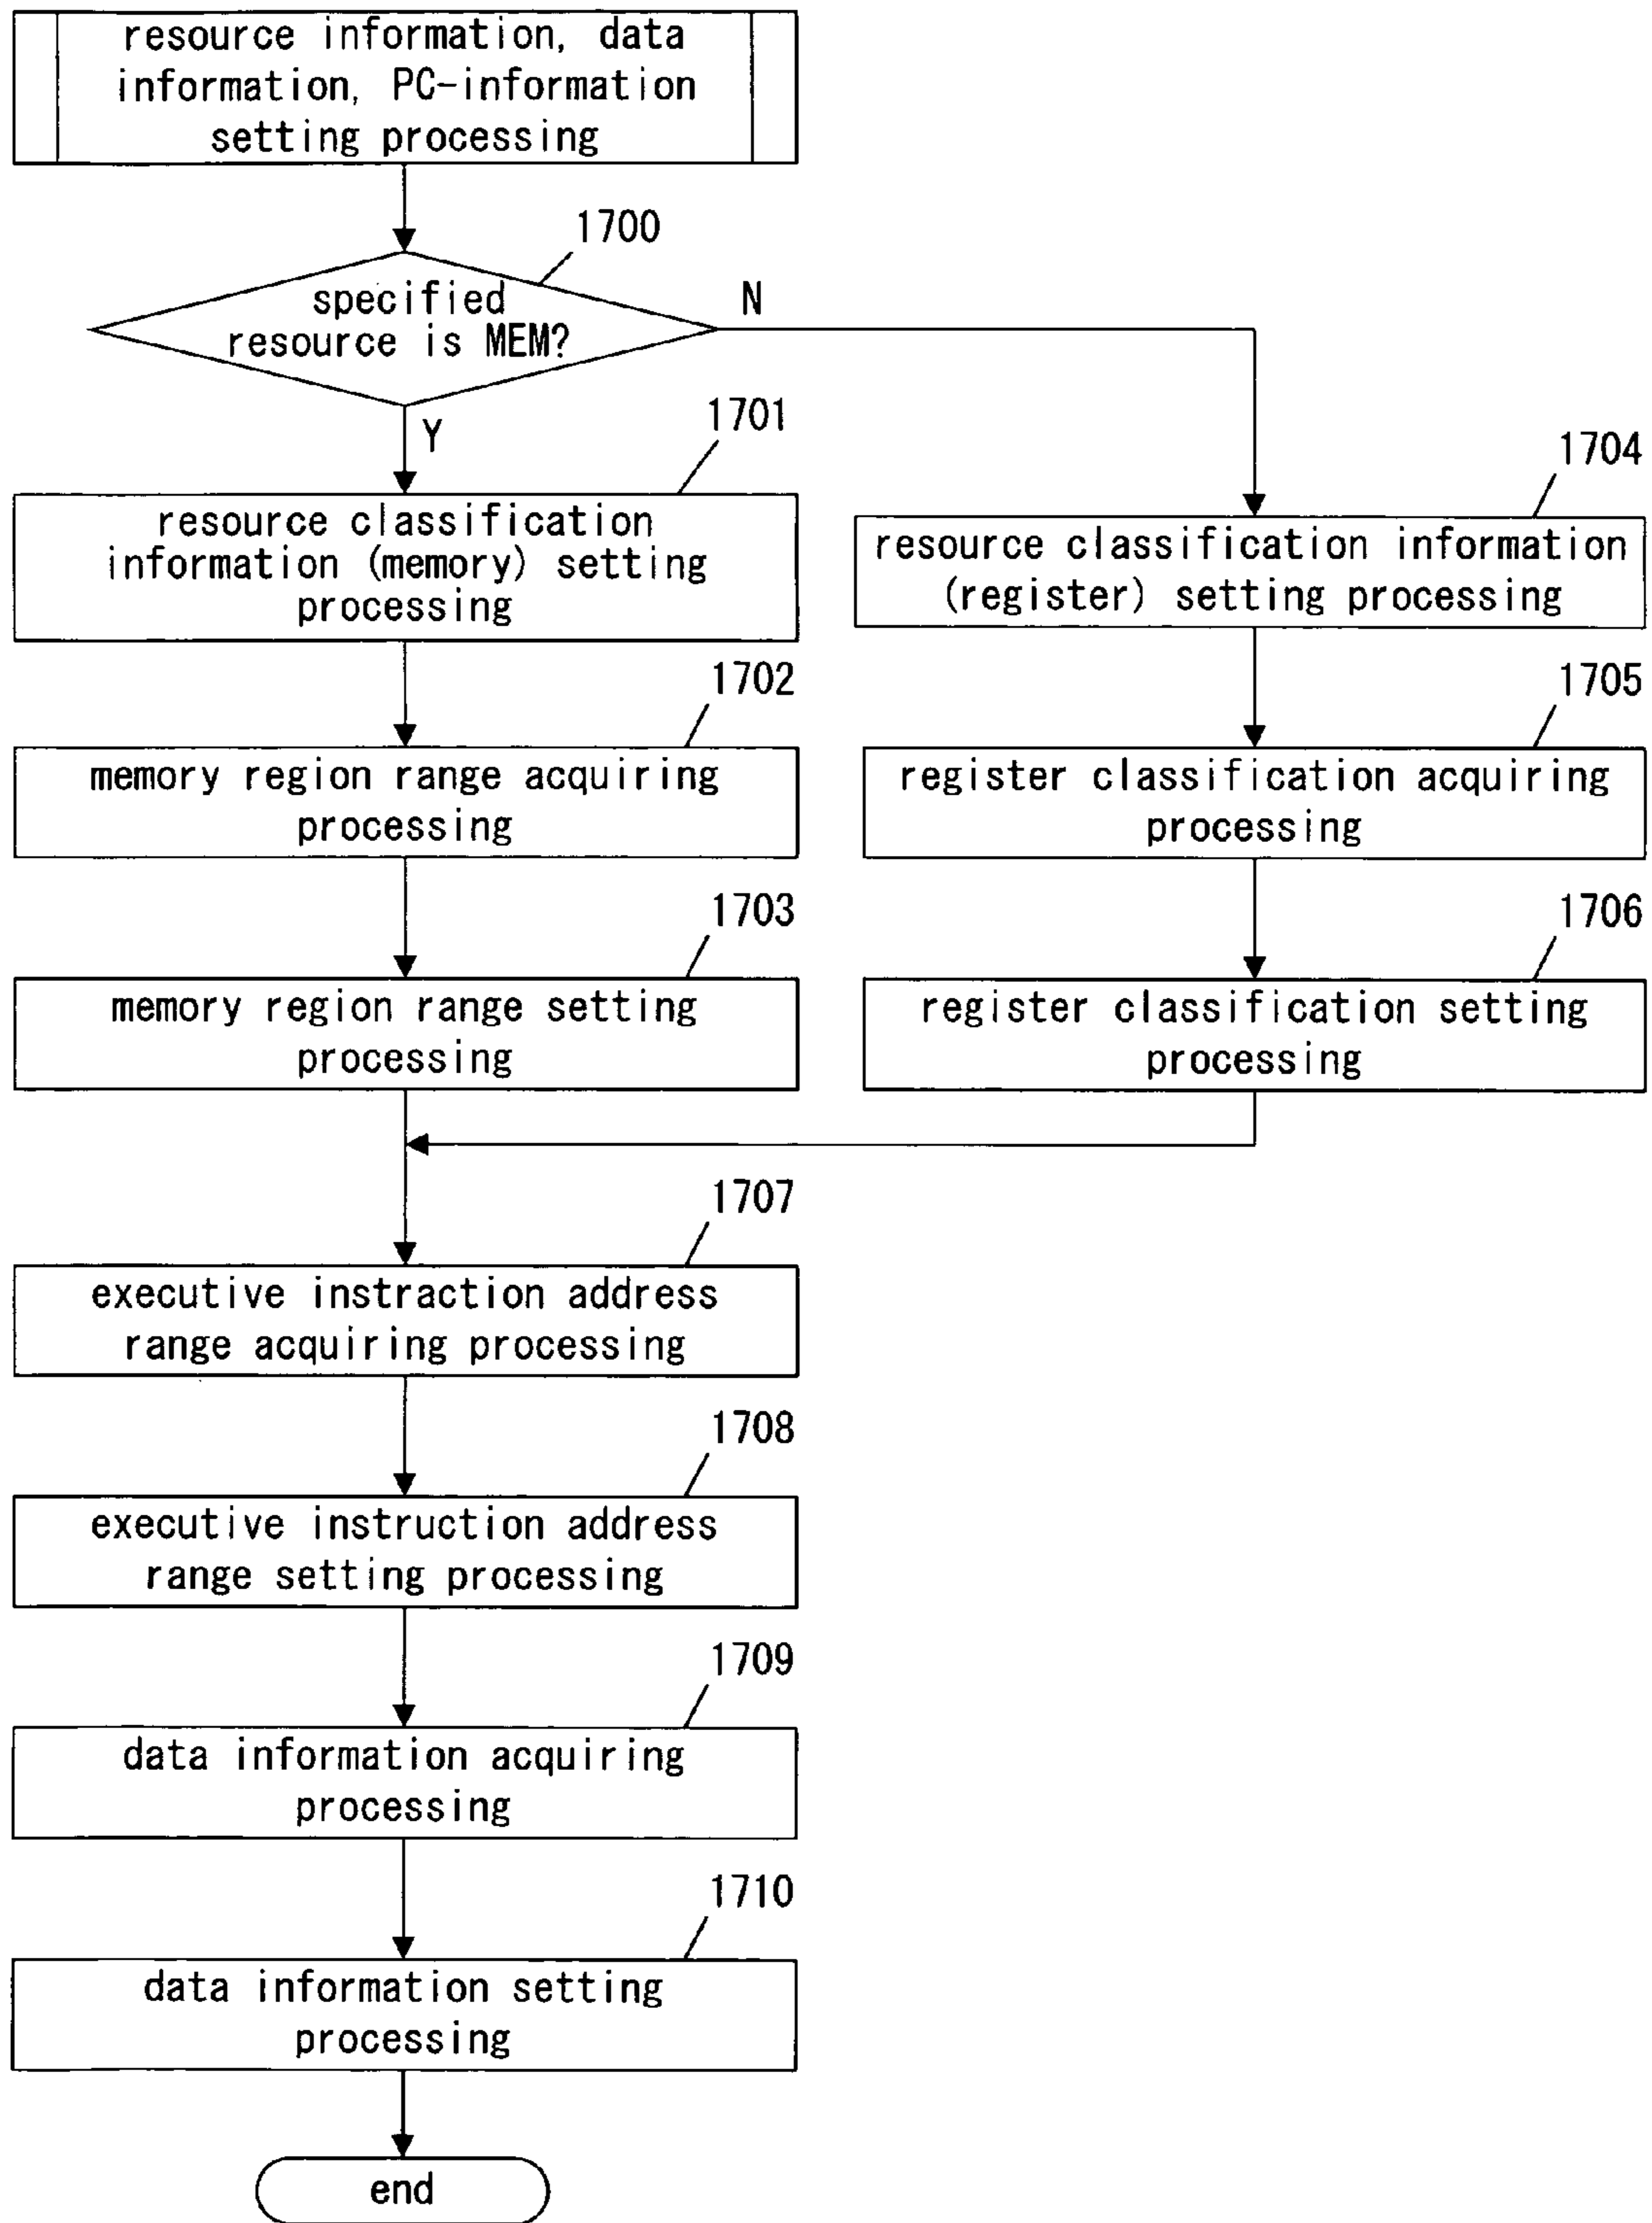 resource information, data
information, PC-information
setting processing
1700
specified
resource is MEM?
N
Y
1701
resource classification
information (memory) setting
processing
1702
memory region range acquiring
processing
1703
memory region range setting
processing
1704
resource classification information
(register) setting processing
1705
register classification acquiring
processing
1706
register classification setting
processing
1707
executive instraction address
range acquiring processing
1708
executive instruction address
range setting processing
1709
data information acquiring
processing
1710
data information setting
processing
end